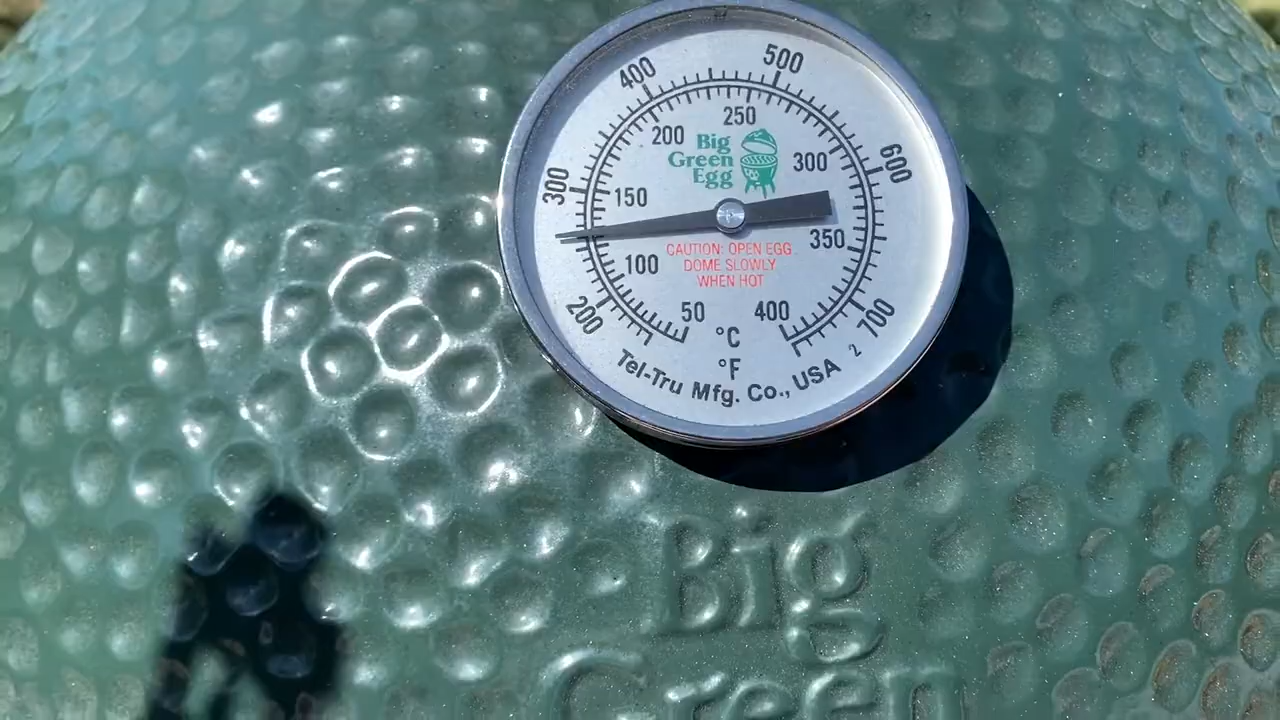 500
400
600
250
200
Big
Green
Egg
300
300
150
350
CAUTION: OPEN EGG
DOME SLOWLY
WHEN HOT
100
200
50
°C
400
700
°F
Tel-Tru Mfg. Co., USA 2
Big
Green